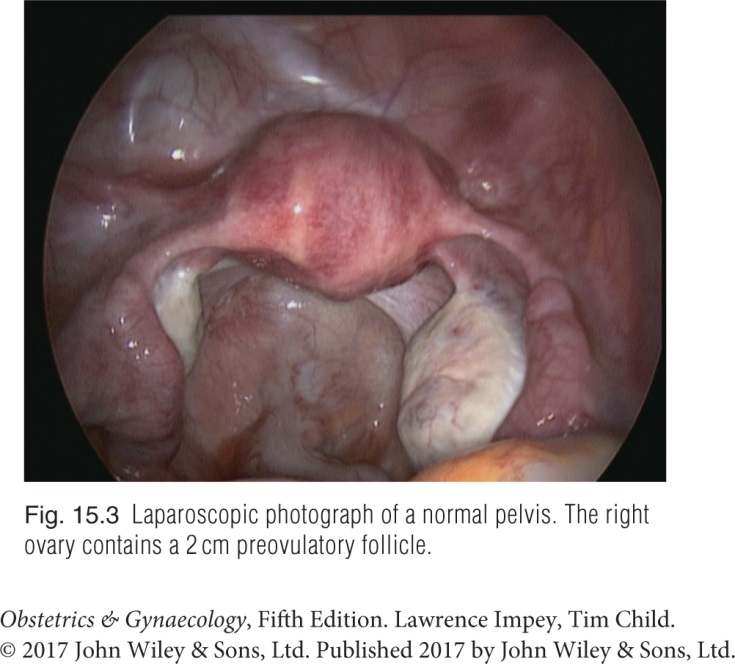 Fig. 15.3 Laparoscopic photograph of a normal pelvis. The right
ovary contains a 2 cm preovulatory follicle.
Obstetrics & Gynaecology, Fifth Edition. Lawrence Impey, Tim Child.
© 2017 John Wiley & Sons, Ltd. Published 2017 by John Wiley & Sons, Ltd.